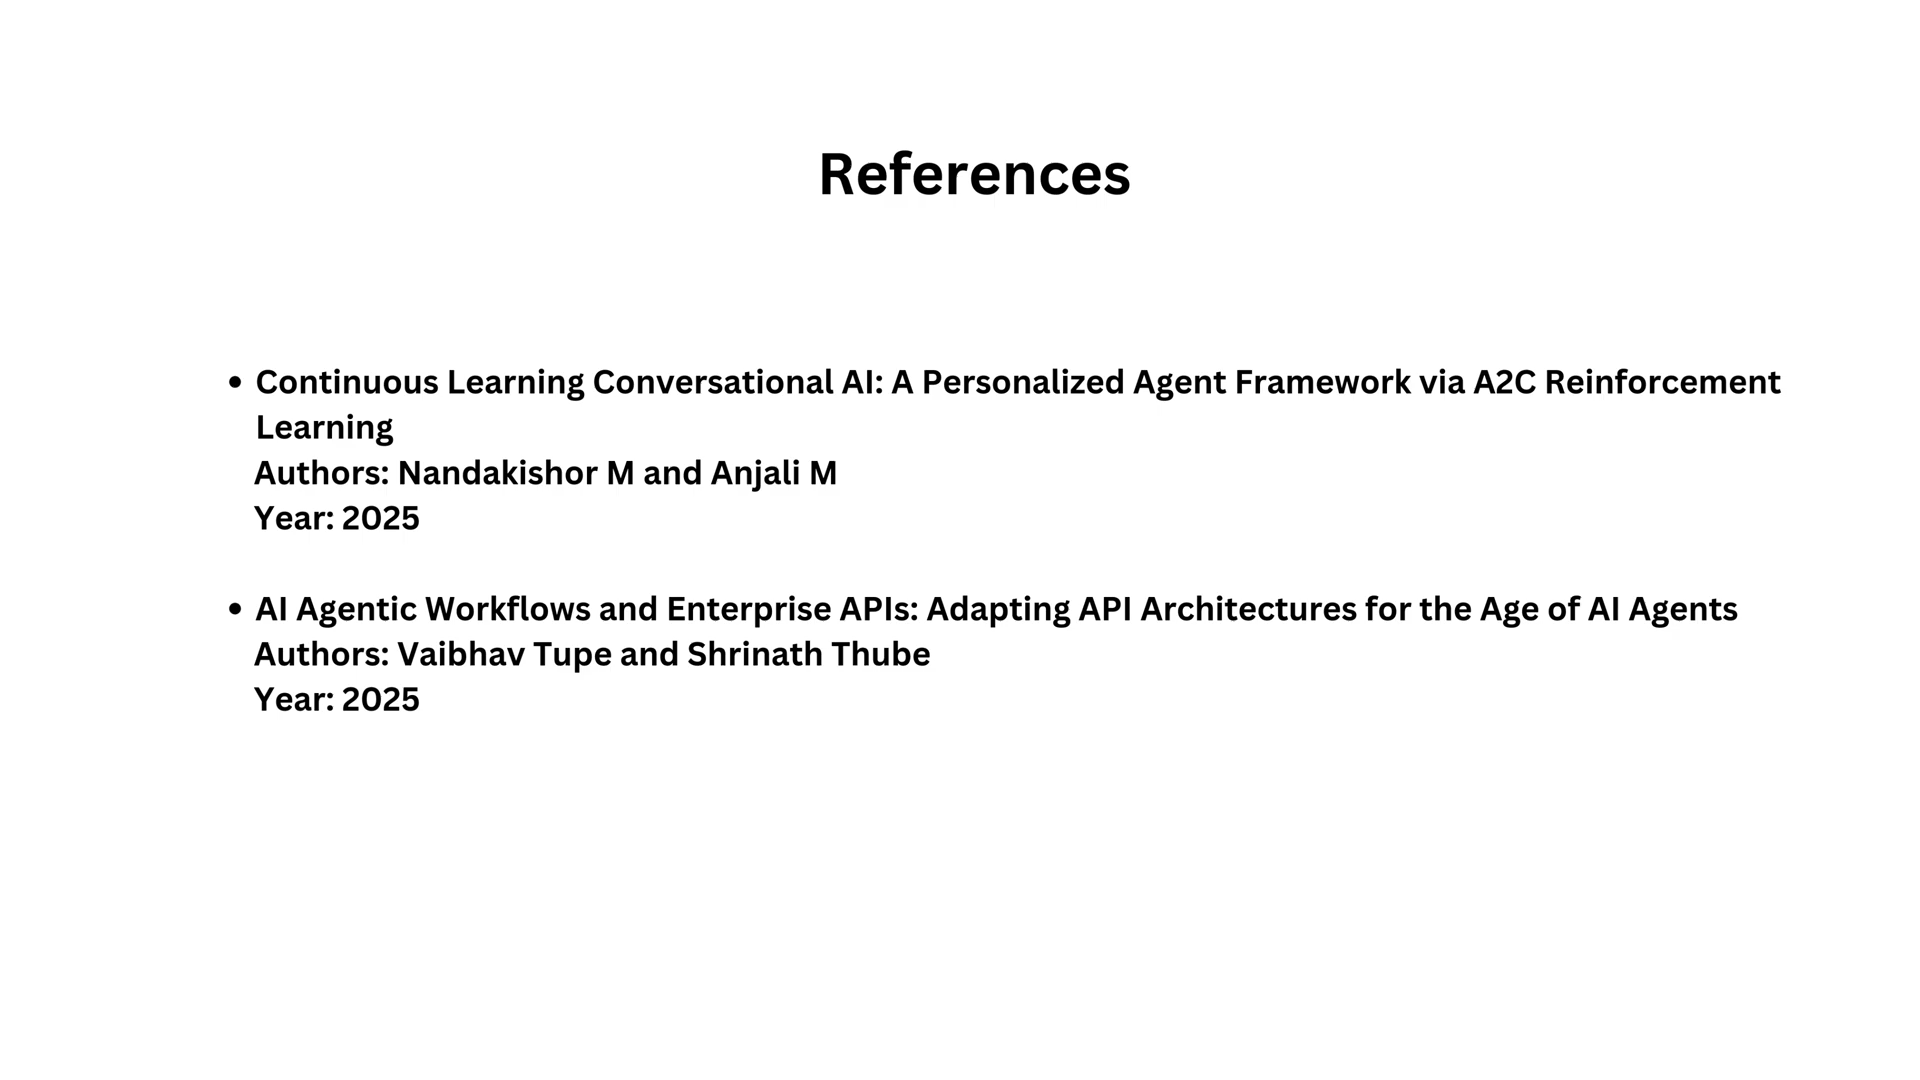 References
• Continuous Learning Conversational AI: A Personalized Agent Framework via A2C Reinforcement
Learning
Authors: Nandakishor M and Anjali M
Year: 2025
• AI Agentic Workflows and Enterprise APIs: Adapting API Architectures for the Age of AI Agents
Authors: Vaibhav Tupe and Shrinath Thube
Year: 2025